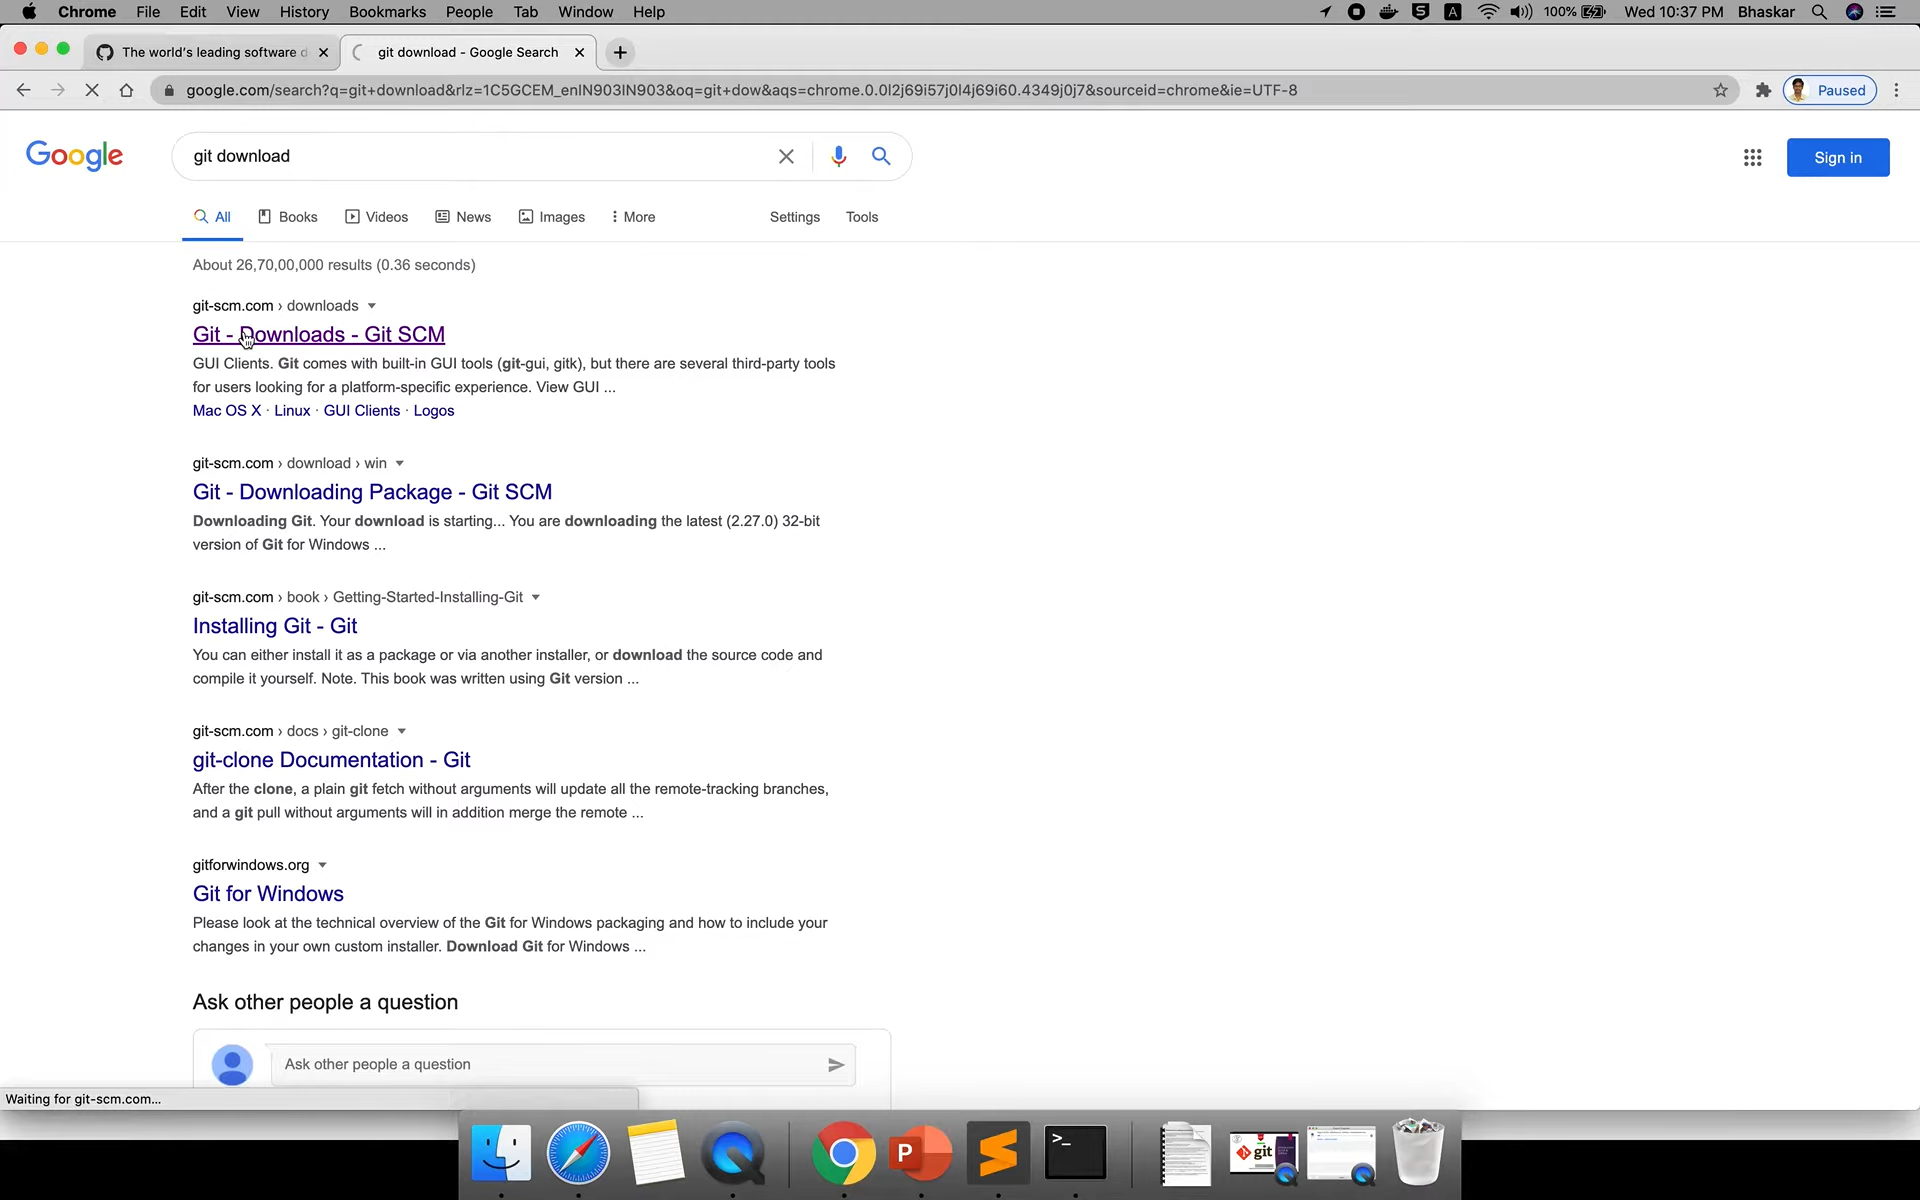 Chrome File Edit View History Bookmarks People Tab Window Help 100% Wed 10:37 PM Bhaskar
The world's leading software d git download - Google Search
google.com/search?q=git+download&rlz=1C5GCEM_enIN903IN903&oq=git+dow&aqs=chrome.0.0l2j69i57j0l4j69i60.4349j0j7&sourceid=chrome&ie=UTF-8 Paused
Google git download Sign in
All Books Videos News Images More Settings Tools
About 26,70,00,000 results (0.36 seconds)
git-scm.com › downloads
Git - Downloads - Git SCM
GUI Clients. Git comes with built-in GUI tools (git-gui, gitk), but there are several third-party tools
for users looking for a platform-specific experience. View GUI ...
Mac OS X · Linux · GUI Clients · Logos
git-scm.com › download › win
Git - Downloading Package - Git SCM
Downloading Git. Your download is starting... You are downloading the latest (2.27.0) 32-bit
version of Git for Windows ...
git-scm.com › book › Getting-Started-Installing-Git
Installing Git - Git
You can either install it as a package or via another installer, or download the source code and
compile it yourself. Note. This book was written using Git version ...
git-scm.com › docs › git-clone
git-clone Documentation - Git
After the clone, a plain git fetch without arguments will update all the remote-tracking branches,
and a git pull without arguments will in addition merge the remote ...
gitforwindows.org
Git for Windows
Please look at the technical overview of the Git for Windows packaging and how to include your
changes in your own custom installer. Download Git for Windows ...
Ask other people a question
Ask other people a question
Waiting for git-scm.com...
P >_ git